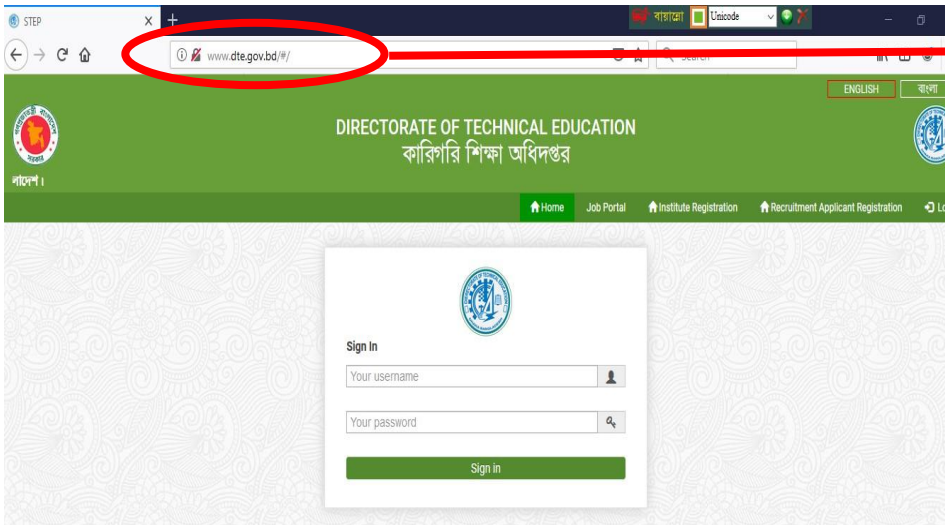 STEP
বায়ান্নো Unicode
www.dte.gov.bd/#/
ENGLISH বাংলা
DIRECTORATE OF TECHNICAL EDUCATION
কারিগরি শিক্ষা অধিদপ্তর
লাদেশ।
Home Job Portal Institute Registration Recruitment Applicant Registration Lo
Sign In
Your username
Your password
Sign in